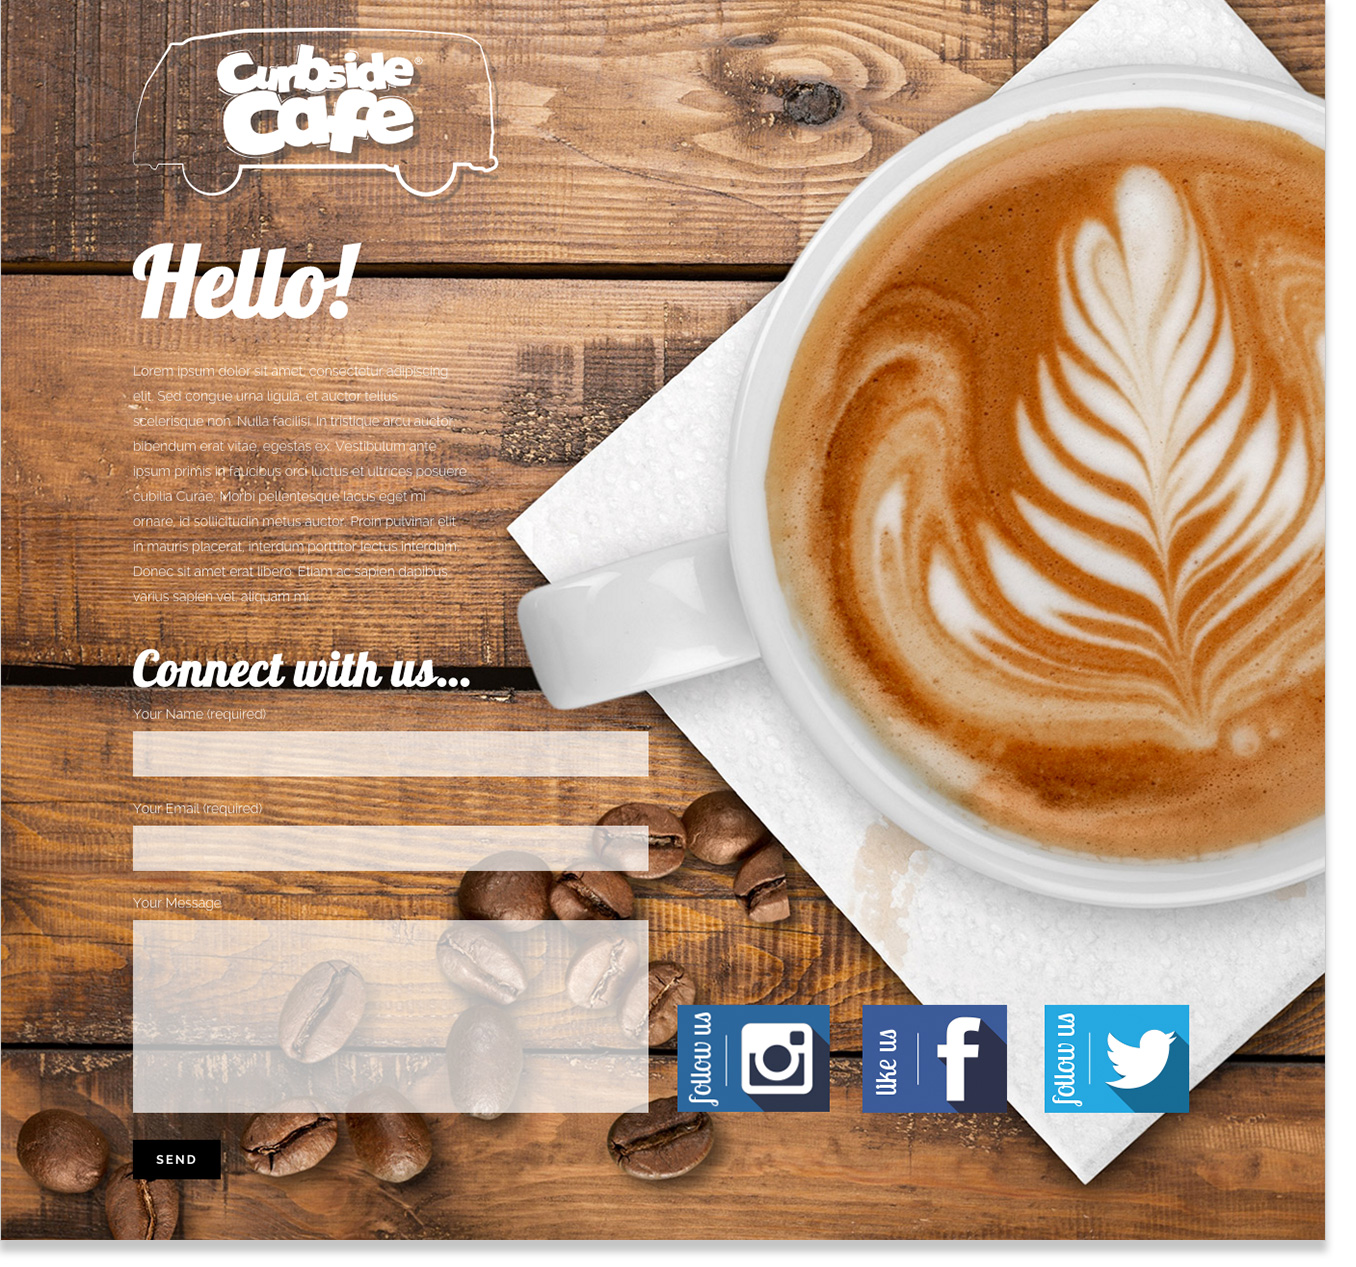 Curbside®
Cafe
Hello!
Lorem ipsum dolor sit amet, consectetur adipiscing
elit. Sed congue urna ligula, et auctor tellus
scelerisque non. Nulla facilisi. In tristique arcu auctor,
bibendum erat vitae, egestas ex. Vestibulum ante
ipsum primis in faucibus orci luctus et ultrices posuere
cubilia Curae; Morbi pellentesque lacus eget mi
ornare, id sollicitudin metus auctor. Proin pulvinar elit
in mauris placerat, interdum porttitor lectus interdum.
Donec sit amet erat libero. Etiam ac sapien dapibus,
varius sapien vel, aliquam mi.
Connect with us...
Your Name (required)
Your Email (required)
Your Message
follow us
like us
follow us
SEND